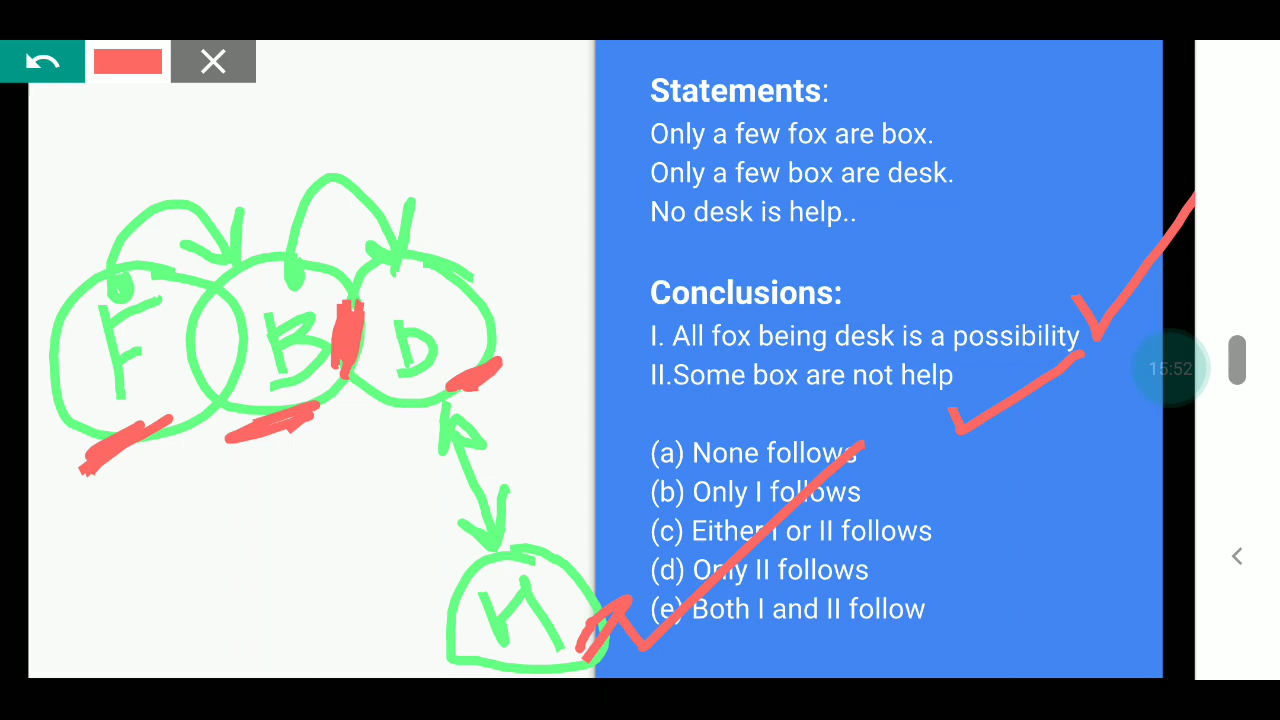 Statements:
Only a few fox are box.
Only a few box are desk.
No desk is help..
Conclusions:
I. All fox being desk is a possibility
II.Some box are not help
(a) None follows
(b) Only I follows
(c) Either I or II follows
(d) Only II follows
(e) Both I and II follow
F B D
H
15:52